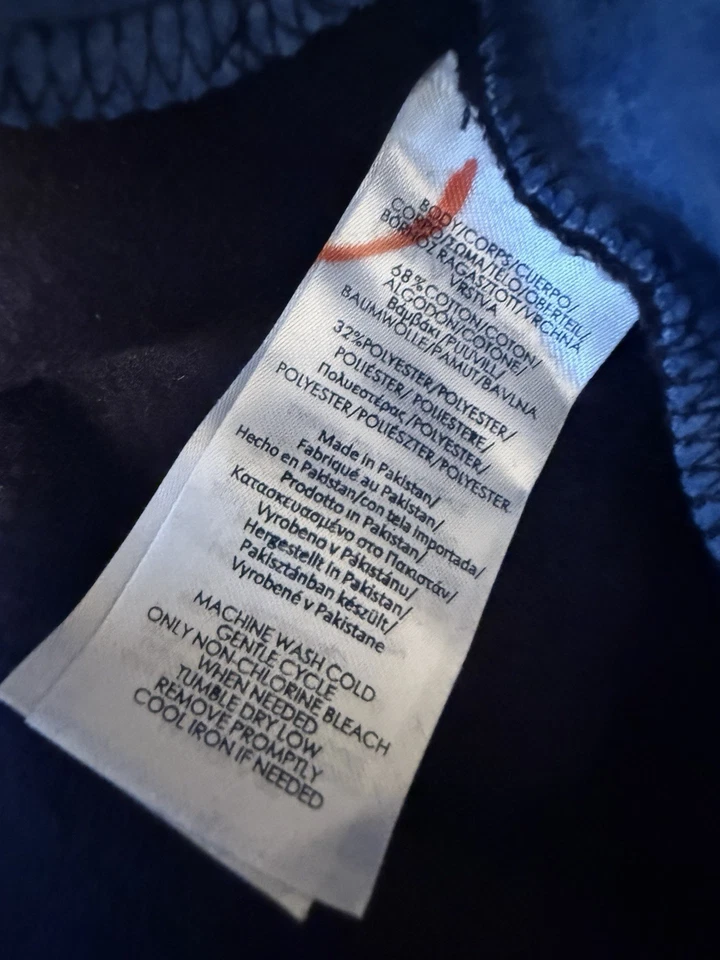 BODY/CORPS/CUERPO/
CORPO/ΣΩΜΑ/TĚLO/OBERTEIL/
BORKÖS RAGASZTOTT/VRCHNÁ
VRSTVA
68%COTTON/COTON/
ALGODÓN/COTONE/
Βαμβάκι/PUUVILL/
BAUMWOLLE/PAMUT/BAVLNA
32%POLYESTER/POLYESTER/
POLIÉSTER/ POLIESTERE/
Πολυεστέρας/POLYESTER/
POLYESTER/POLIÉSZTER/POLYESTER
Made in Pakistan/
Fabriqué au Pakistan/
Hecho en Pakistan/con tela importada/
Prodotto in Pakistan/
Κατασκευασμένο στο Πακιστάν/
Vyrobeno v Pákistánu/
Hergestellt in Pakistan/
Pakisztánban készült/
Vyrobené v Pakistane
MACHINE WASH COLD
GENTLE CYCLE
ONLY NON-CHLORINE BLEACH
WHEN NEEDED
TUMBLE DRY LOW
REMOVE PROMPTLY
COOL IRON IF NEEDED